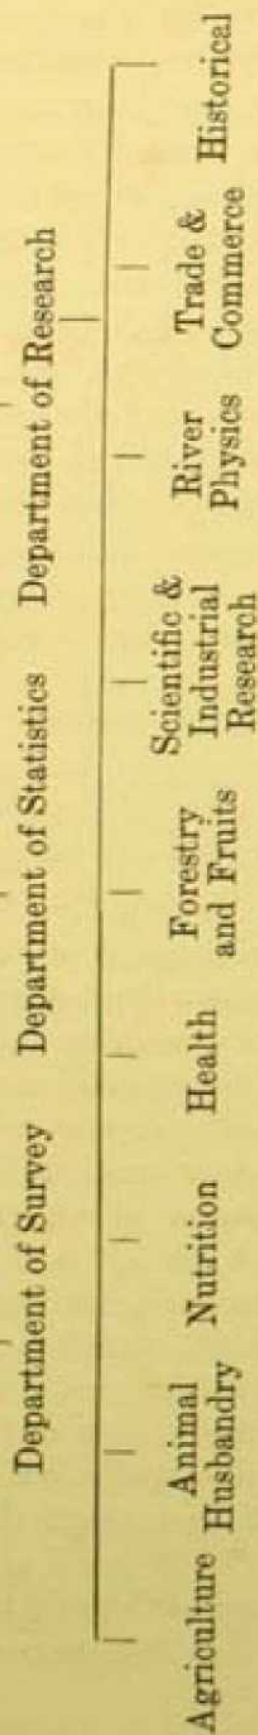 Department of Survey Department of Statistics Department of Research
Agriculture
Animal
Husbandry
Nutrition
Health
Forestry
and Fruits
Scientific &
Industrial
Research
River
Physics
Trade &
Commerce
Historical